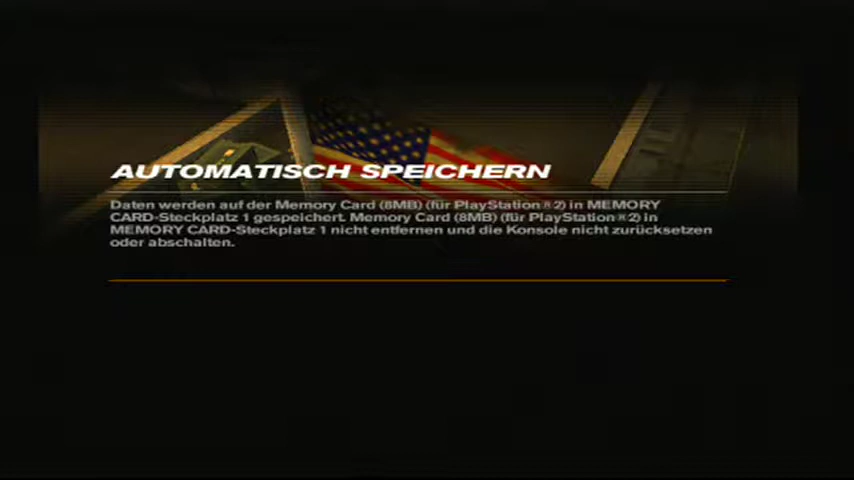 AUTOMATISCH SPEICHERN
Daten werden auf der Memory Card (8MB) (für PlayStation®2) in MEMORY
CARD-Steckplatz 1 gespeichert. Memory Card (8MB) (für PlayStation®2) in
MEMORY CARD-Steckplatz 1 nicht entfernen und die Konsole nicht zurücksetzen
oder abschalten.